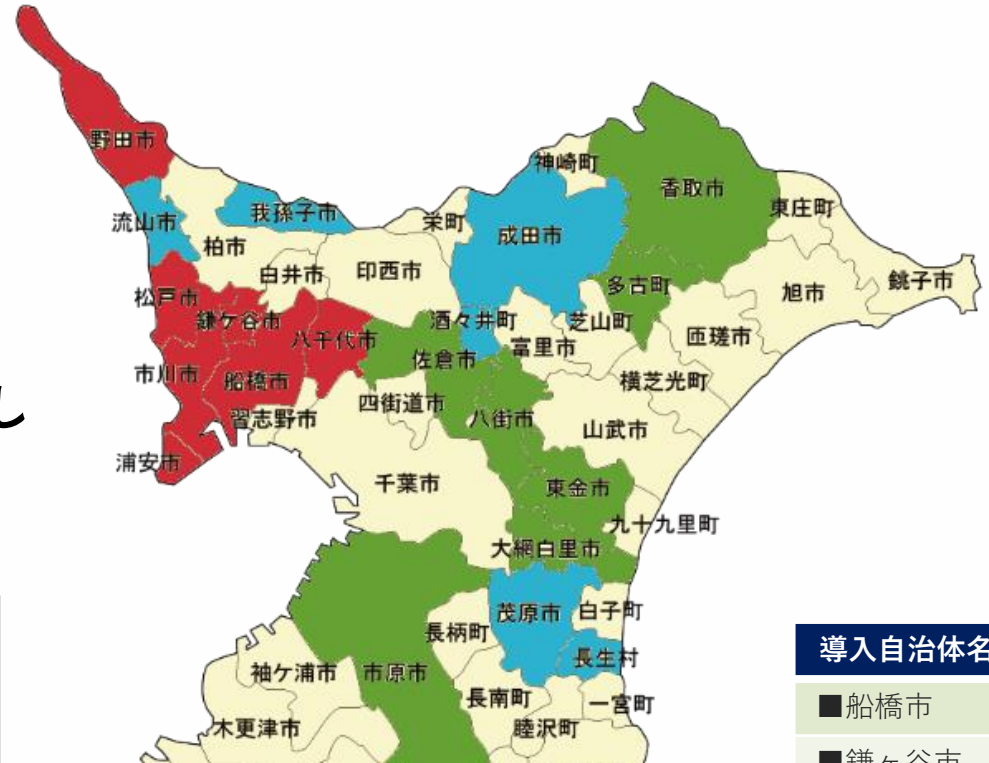 野田市
神崎町
香取市
東庄町
流山市
我孫子市
栄町
成田市
柏市
白井市
印西市
多古町
旭市
銚子市
松戸市
鎌ケ谷市
八千代市
酒々井町
芝山町
匝瑳市
佐倉市
富里市
市川市
船橋市
横芝光町
し
四街道市
習志野市
八街市
山武市
浦安市
千葉市
東金市
九十九里町
大網白里市
茂原市
白子町
長柄町
長生村
導入自治体名
袖ケ浦市
市原市
長南町
一宮町
■船橋市
木更津市
睦沢町
■鎌ケ谷市